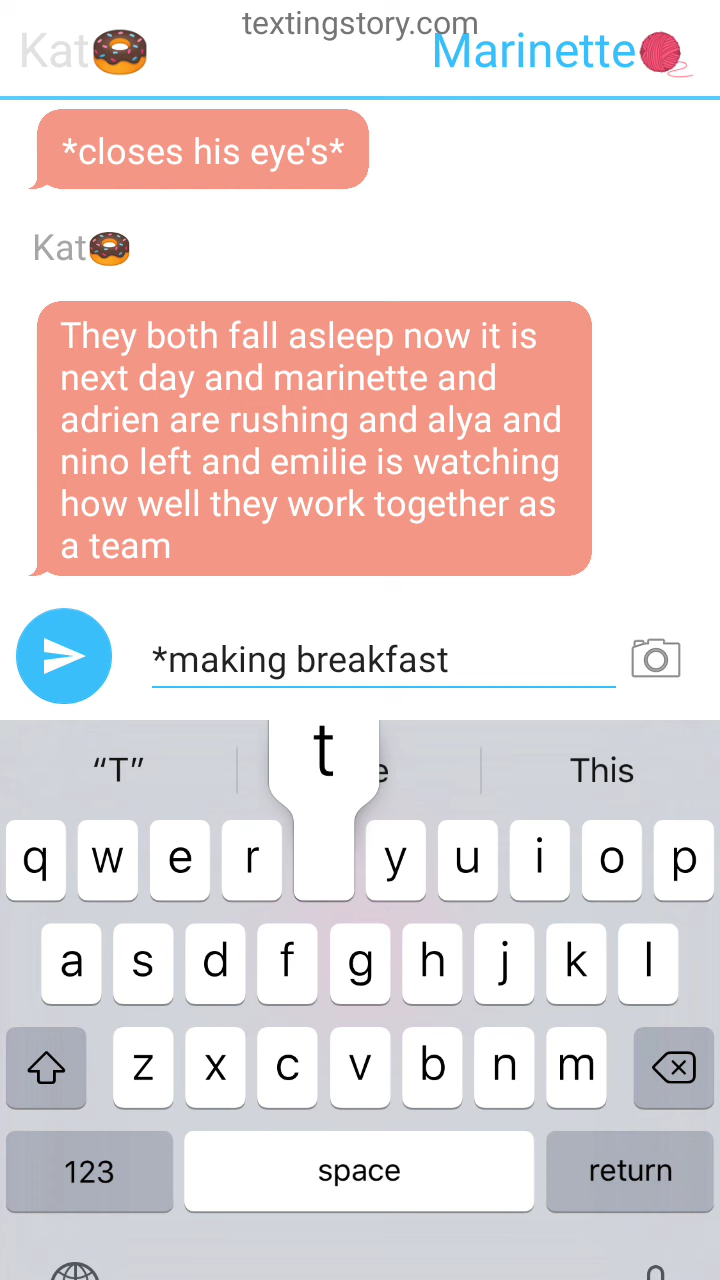 textingstory.com
Kat🍩 Marinette🧶
*closes his eye's*
Kat🍩
They both fall asleep now it is
next day and marinette and
adrien are rushing and alya and
nino left and emilie is watching
how well they work together as
a team
*making breakfast
“T” e This
t
q w e r y u i o p
a s d f g h j k l
z x c v b n m
123 space return